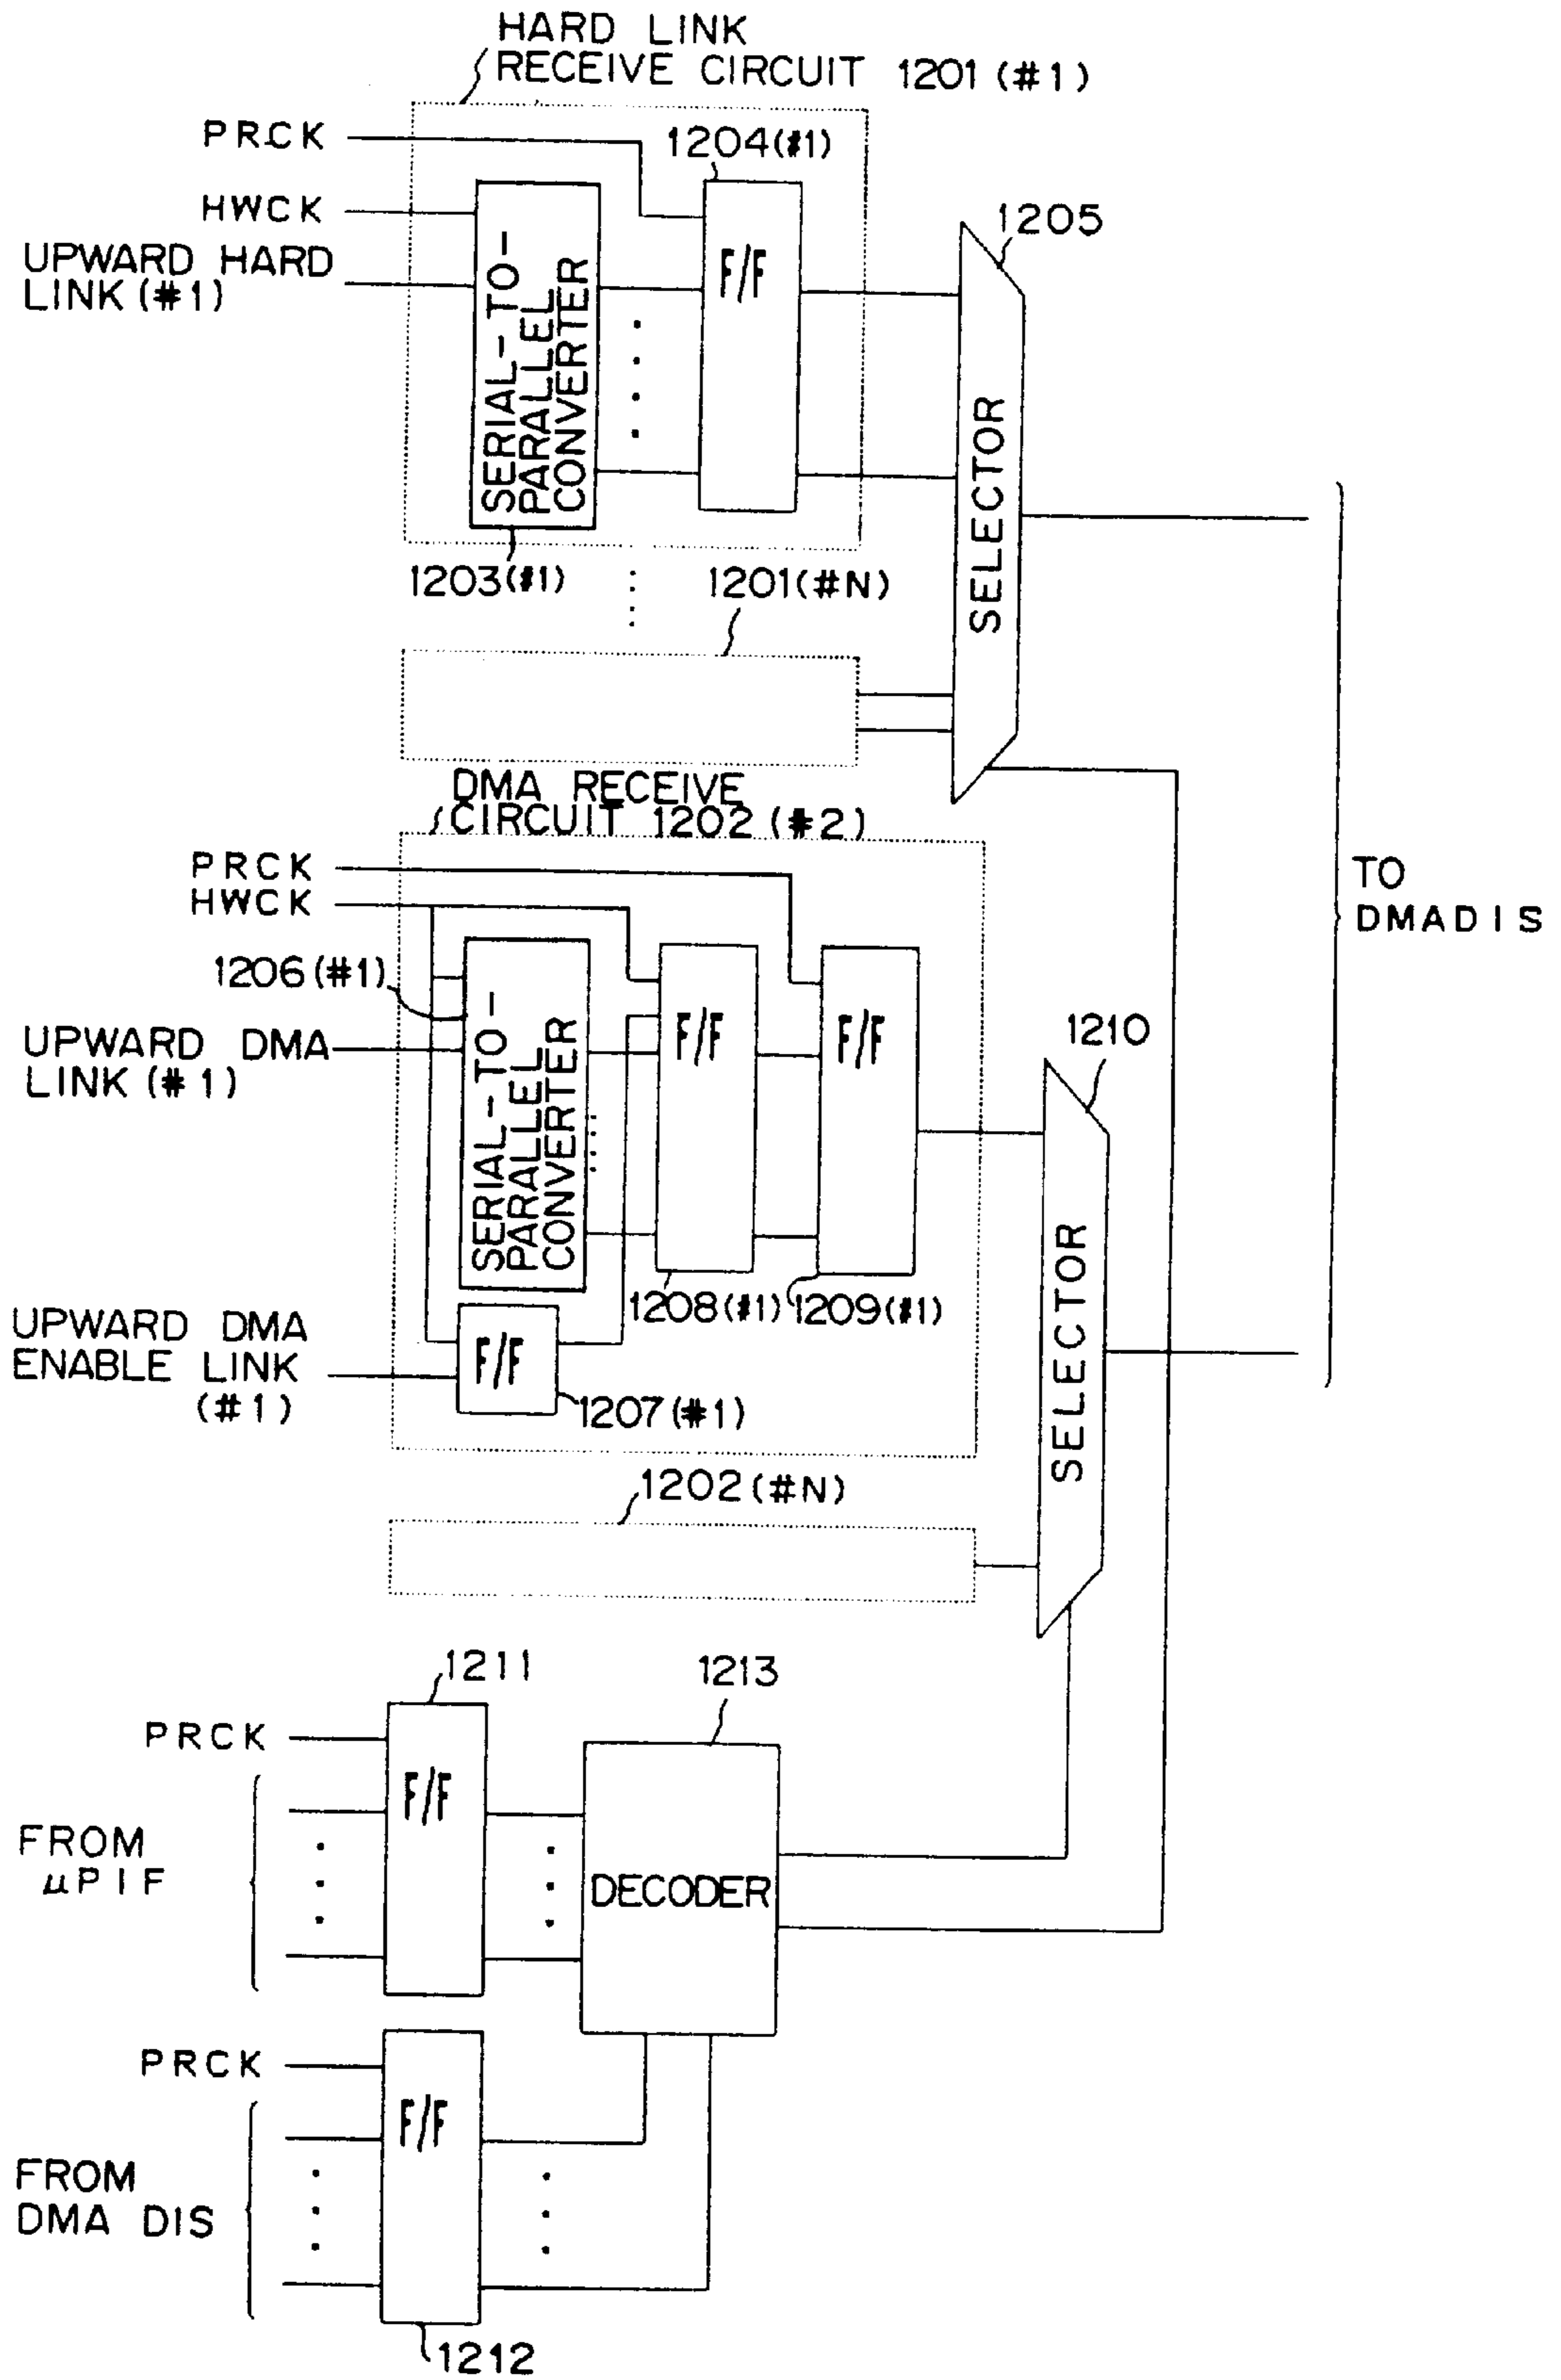 HARD LINK
RECEIVE CIRCUIT 1201 (#1)
PRCK
1204(#1)
HWCK
1205
UPWARD HARD
LINK (#1)
F/F
SERIAL-TO-
PARALLEL
CONVERTER
SELECTOR
1203(#1)
1201(#N)
DMA RECEIVE
CIRCUIT 1202 (#2)
PRCK
HWCK
TO
DMADIS
1206(#1)
F/F
F/F
UPWARD DMA
LINK (#1)
1210
SERIAL-TO-
PARALLEL
CONVERTER
SELECTOR
1208(#1)
1209(#1)
UPWARD DMA
ENABLE LINK
(#1)
F/F
1207(#1)
1202(#N)
1211
1213
PRCK
F/F
FROM
μPIF
DECODER
PRCK
F/F
FROM
DMA DIS
1212